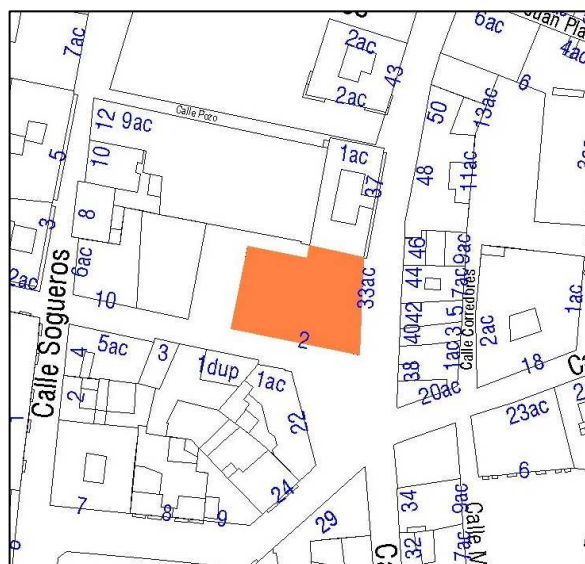 6ac
Juan Pla
4ac
7ac
2ac
43
6
2ac
50
13ac
12
9ac
Calle Pozo
10
1ac
5
37
48
11ac
8
3
46
9ac
6ac
2ac
44
7ac
33ac
1ac
10
42
5
2ac
Calle Sogueros
2
40
3
Calle Corredores
5ac
3
4
1dup
1ac
38
1ac
18
20ac
2
22
23ac
1
6
24
34
9ac
7
8
9
29
32
7ac